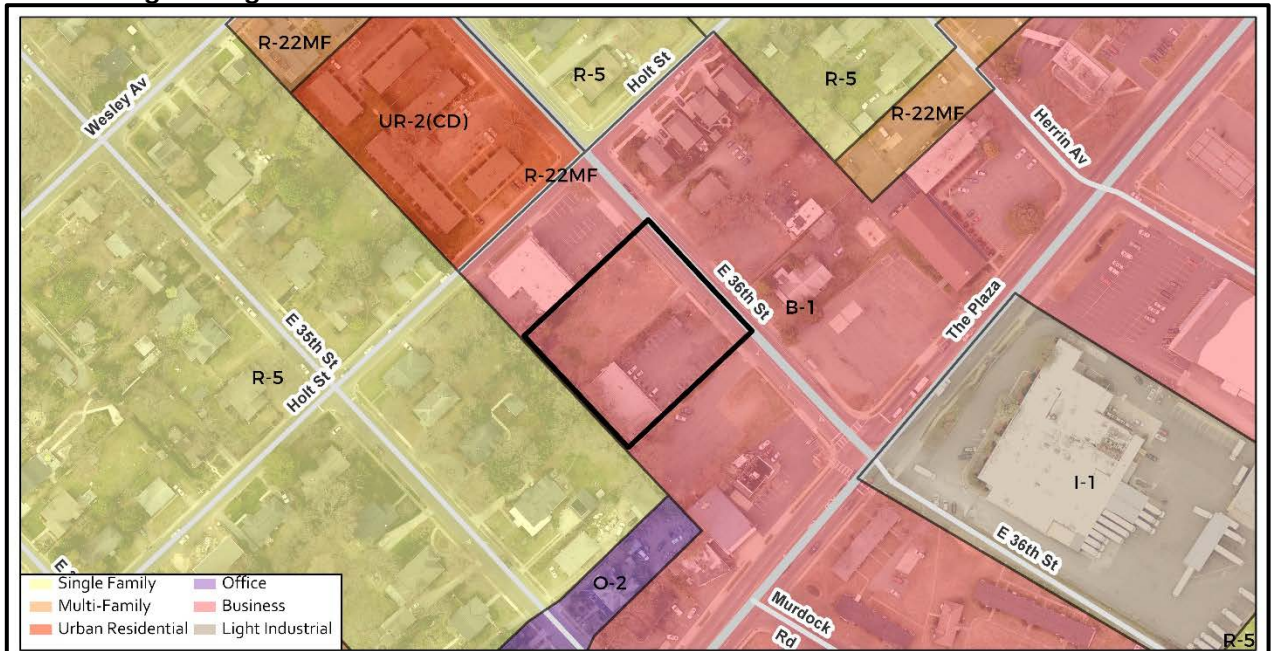 R-22MF
R-5
Holt St
R-5
Wesley Av
UR-2(CD)
R-22MF
Herrin Av
R-22MF
E 36th St
B-1
The Plaza
E 35th St
R-5
Holt St
I-1
E 36th St
O-2
Murdock
Rd
R-5
Single Family
Multi-Family
Urban Residential
Office
Business
Light Industrial